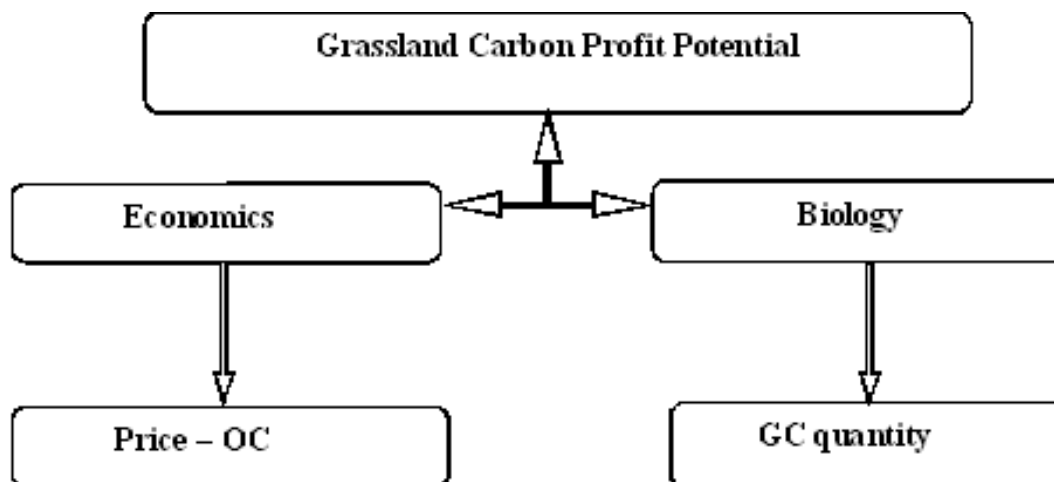 Grassland Carbon Profit Potential
Economics
Biology
Price – OC
GC quantity